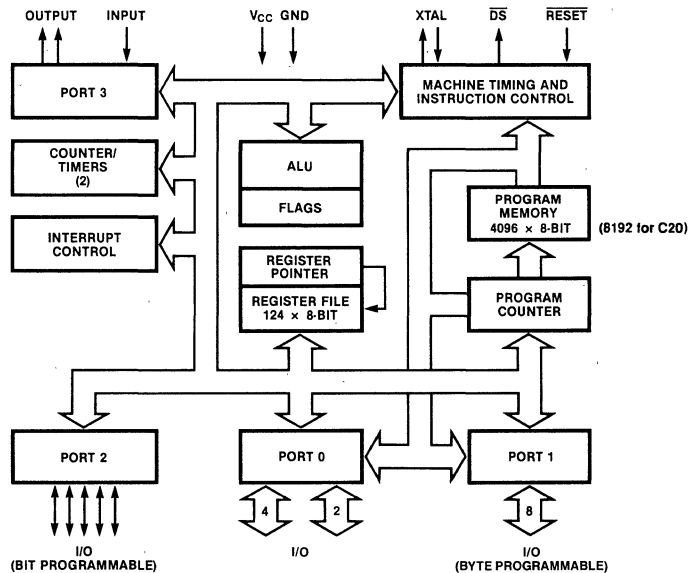 OUTPUT INPUT VCC GND XTAL DS RESET
PORT 3
MACHINE TIMING AND
INSTRUCTION CONTROL
COUNTER/
TIMERS
(2)
ALU
FLAGS
PROGRAM
MEMORY
4096 × 8-BIT
(8192 for C20)
INTERRUPT
CONTROL
REGISTER
POINTER
REGISTER FILE
124 × 8-BIT
PROGRAM
COUNTER
PORT 2
PORT 0
PORT 1
4
2
8
I/O
(BIT PROGRAMMABLE)
I/O
I/O
(BYTE PROGRAMMABLE)